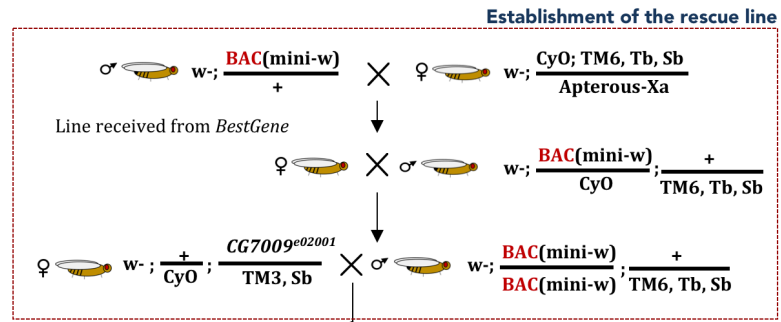 Establishment of the rescue line
♂ w-; BAC(mini-w) / + ✕ ♀ w-; CyO; TM6, Tb, Sb / Apterous-Xa
Line received from BestGene
♀ ✕ ♂ w-; BAC(mini-w) / CyO ; + / TM6, Tb, Sb
♀ w- ; + / CyO ; CG7009e02001 / TM3, Sb ✕ ♂ w-; BAC(mini-w) / BAC(mini-w) ; + / TM6, Tb, Sb